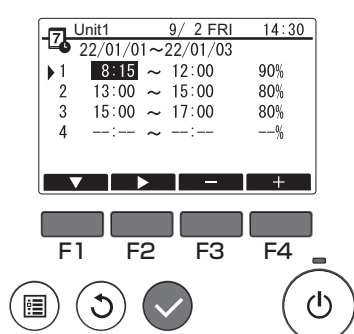 7 Unit1 9/ 2 FRI 14:30
22/01/01～22/01/03
1 8:15 ～ 12:00 90%
2 13:00 ～ 15:00 80%
3 15:00 ～ 17:00 80%
4 --:-- ～ --:-- --%
F1 F2 F3 F4